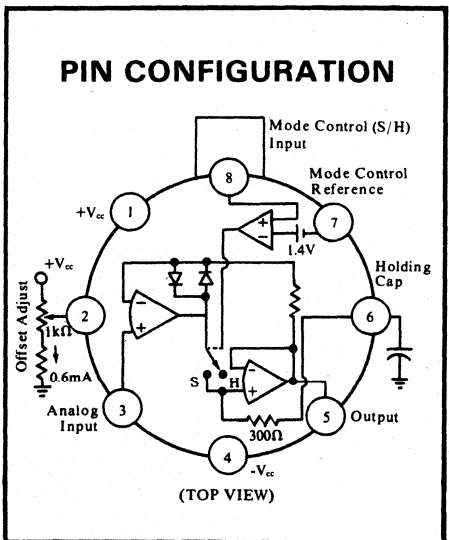 PIN CONFIGURATION
Mode Control (S/H)
Input
8
Mode Control
Reference
1
+Vcc
7
+
−
1.4V
+Vcc
Holding
Cap
Offset Adjust
2
1kΩ
−
+
6
0.6mA
S
H
−
+
Analog
Input
3
300Ω
5
Output
4
-Vcc
(TOP VIEW)